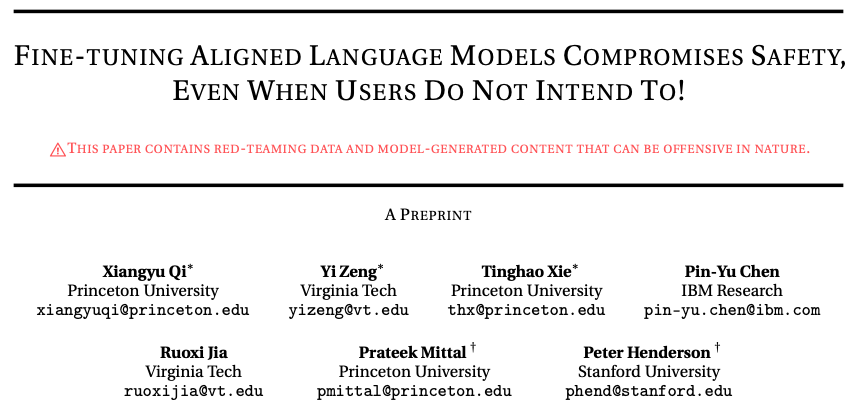 FINE-TUNING ALIGNED LANGUAGE MODELS COMPROMISES SAFETY,
EVEN WHEN USERS DO NOT INTEND TO!
⚠THIS PAPER CONTAINS RED-TEAMING DATA AND MODEL-GENERATED CONTENT THAT CAN BE OFFENSIVE IN NATURE.
A PREPRINT
Xiangyu Qi* Yi Zeng* Tinghao Xie* Pin-Yu Chen
Princeton University Virginia Tech Princeton University IBM Research
xiangyuqi@princeton.edu yizeng@vt.edu thx@princeton.edu pin-yu.chen@ibm.com
Ruoxi Jia Prateek Mittal † Peter Henderson †
Virginia Tech Princeton University Stanford University
ruoxijia@vt.edu pmittal@princeton.edu phend@stanford.edu